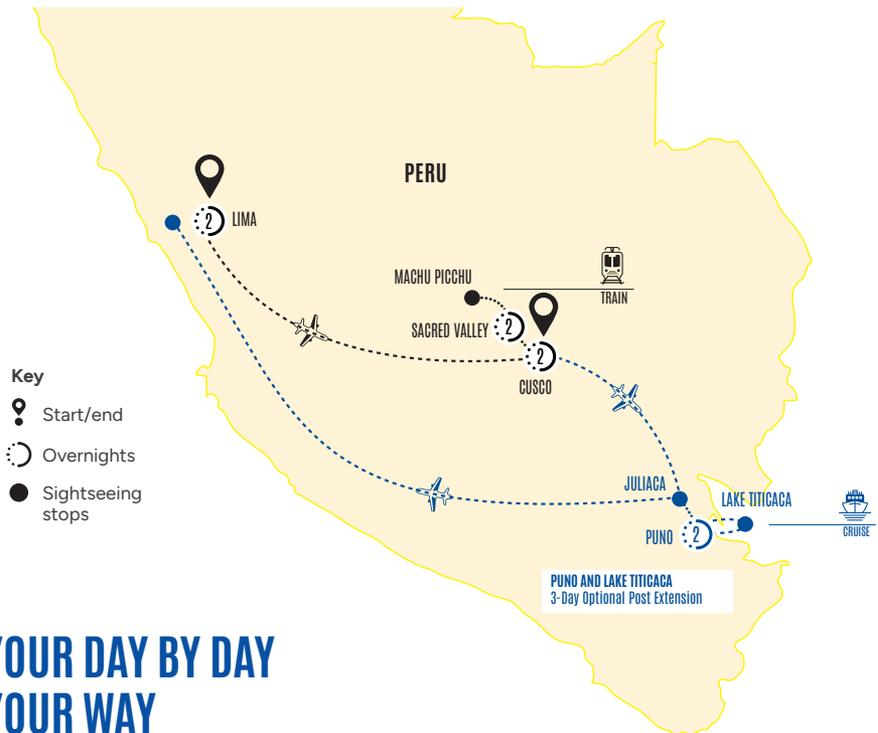 PERU
2 LIMA
MACHU PICCHU
TRAIN
SACRED VALLEY 2
2
CUSCO
Key
Start/end
Overnights
Sightseeing
stops
JULIACA
LAKE TITICACA
CRUISE
PUNO 2
PUNO AND LAKE TITICACA
3-Day Optional Post Extension
YOUR DAY BY DAY
YOUR WAY